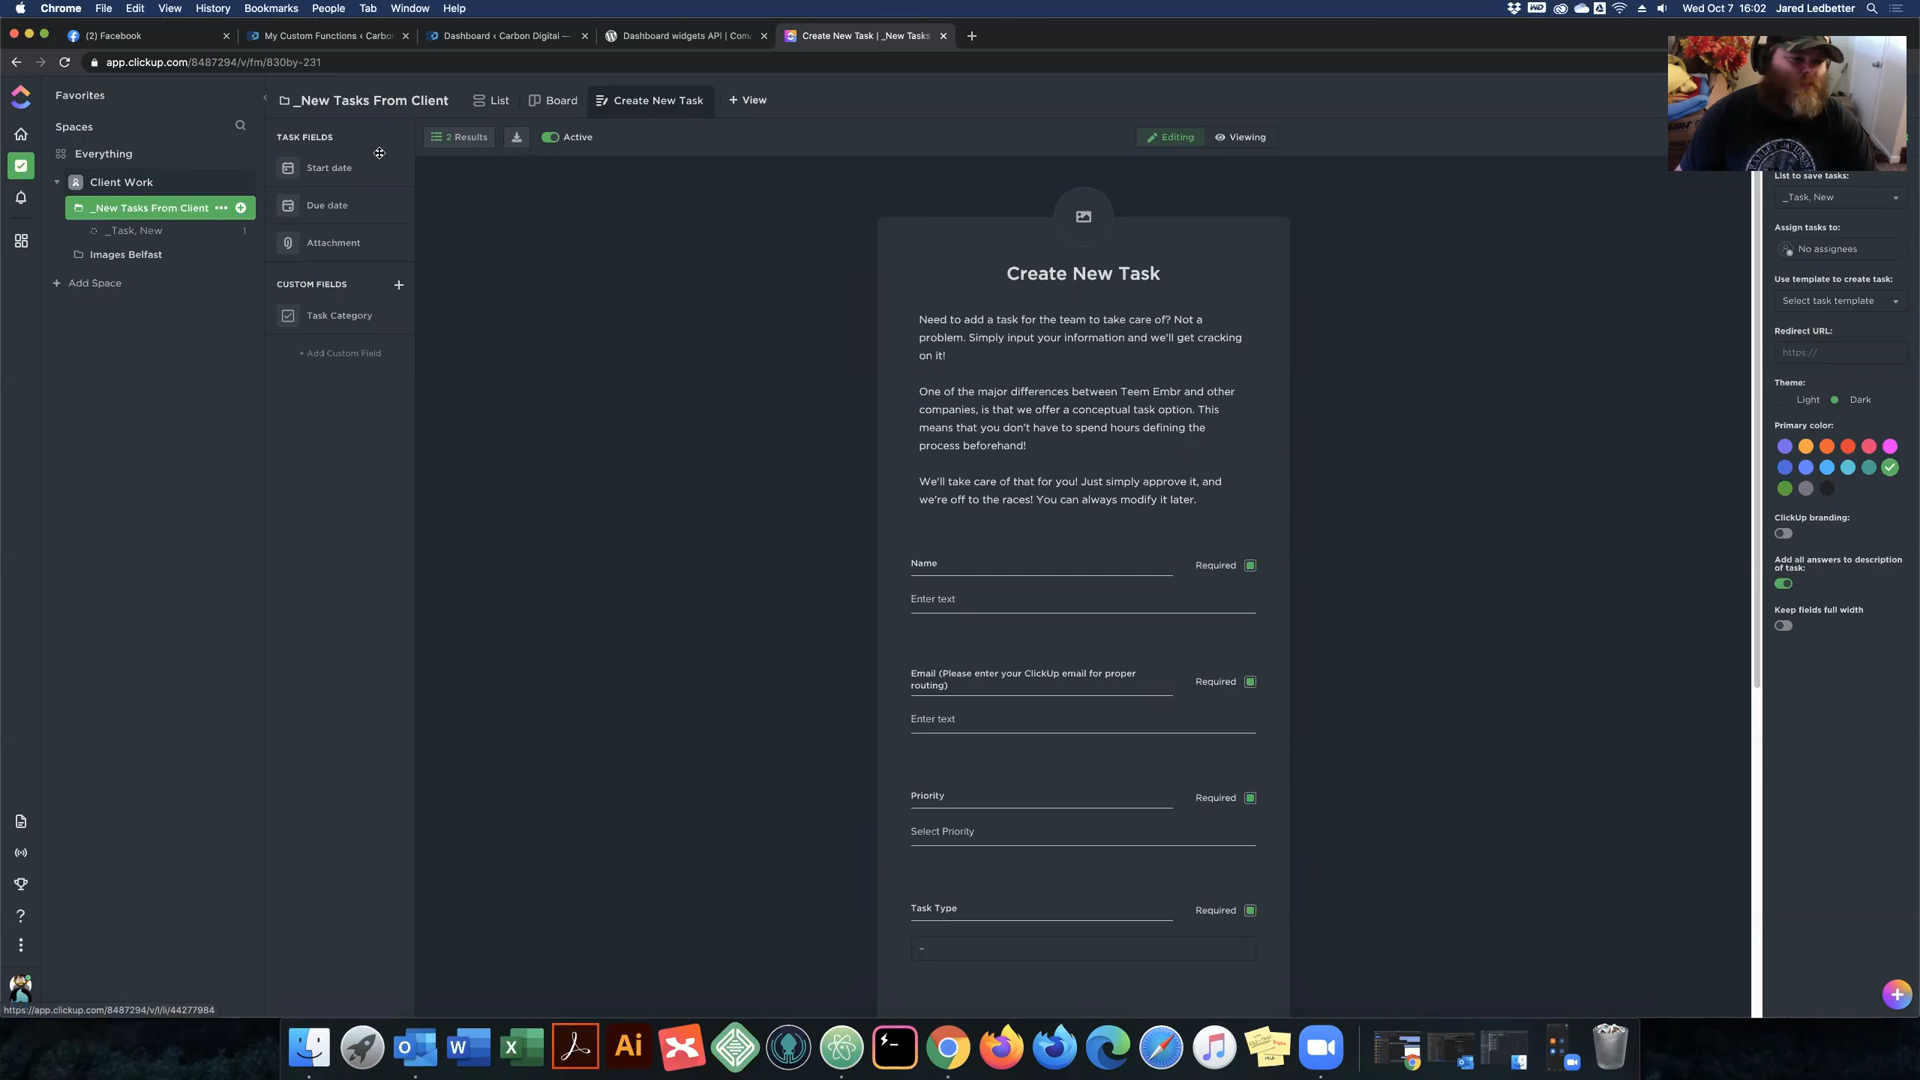 Chrome File Edit View History Bookmarks People Tab Window Help
Wed Oct 7 16:02 Jared Ledbetter
(2) Facebook
My Custom Functions ‹ Carbon
Dashboard ‹ Carbon Digital —
Dashboard widgets API | Com
Create New Task | _New Tasks
app.clickup.com/8487294/v/fm/830by-231
Favorites
Spaces
Everything
Client Work
_New Tasks From Client
_Task, New 1
Images Belfast
+ Add Space
_New Tasks From Client
List
Board
Create New Task
+ View
TASK FIELDS
Start date
Due date
Attachment
CUSTOM FIELDS +
Task Category
+ Add Custom Field
2 Results
Active
Editing
Viewing
Create New Task
Need to add a task for the team to take care of? Not a
problem. Simply input your information and we'll get cracking
on it!
One of the major differences between Teem Embr and other
companies, is that we offer a conceptual task option. This
means that you don't have to spend hours defining the
process beforehand!
We'll take care of that for you! Just simply approve it, and
we're off to the races! You can always modify it later.
Name
Required
Enter text
Email (Please enter your ClickUp email for proper
routing)
Required
Enter text
Priority
Required
Select Priority
Task Type
Required
–
List to save tasks:
_Task, New
Assign tasks to:
No assignees
Use template to create task:
Select task template
Redirect URL:
https://
Theme:
Light Dark
Primary color:
ClickUp branding:
Add all answers to description
of task:
Keep fields full width
https://app.clickup.com/8487294/v/l/li/44277984